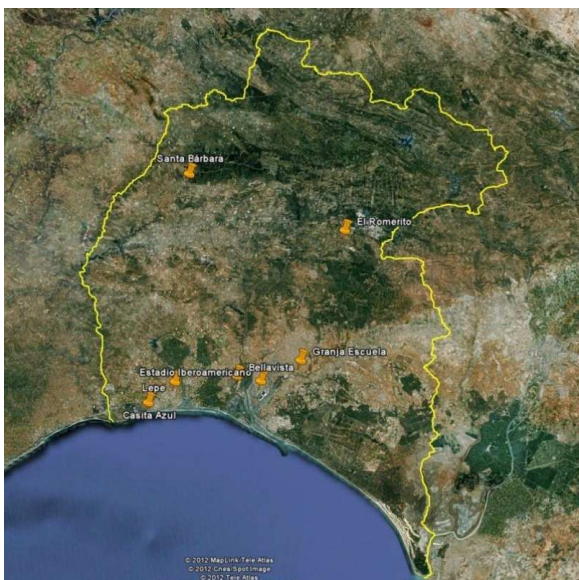 Santa Bárbara
El Romerito
Granja Escuela
Bellavista
Estadio Iberoamericano
Lepe
Casita Azul
© 2012 MapLink/Tele Atlas
© 2012 Cnes/Spot Image
© 2012 Tele Atlas